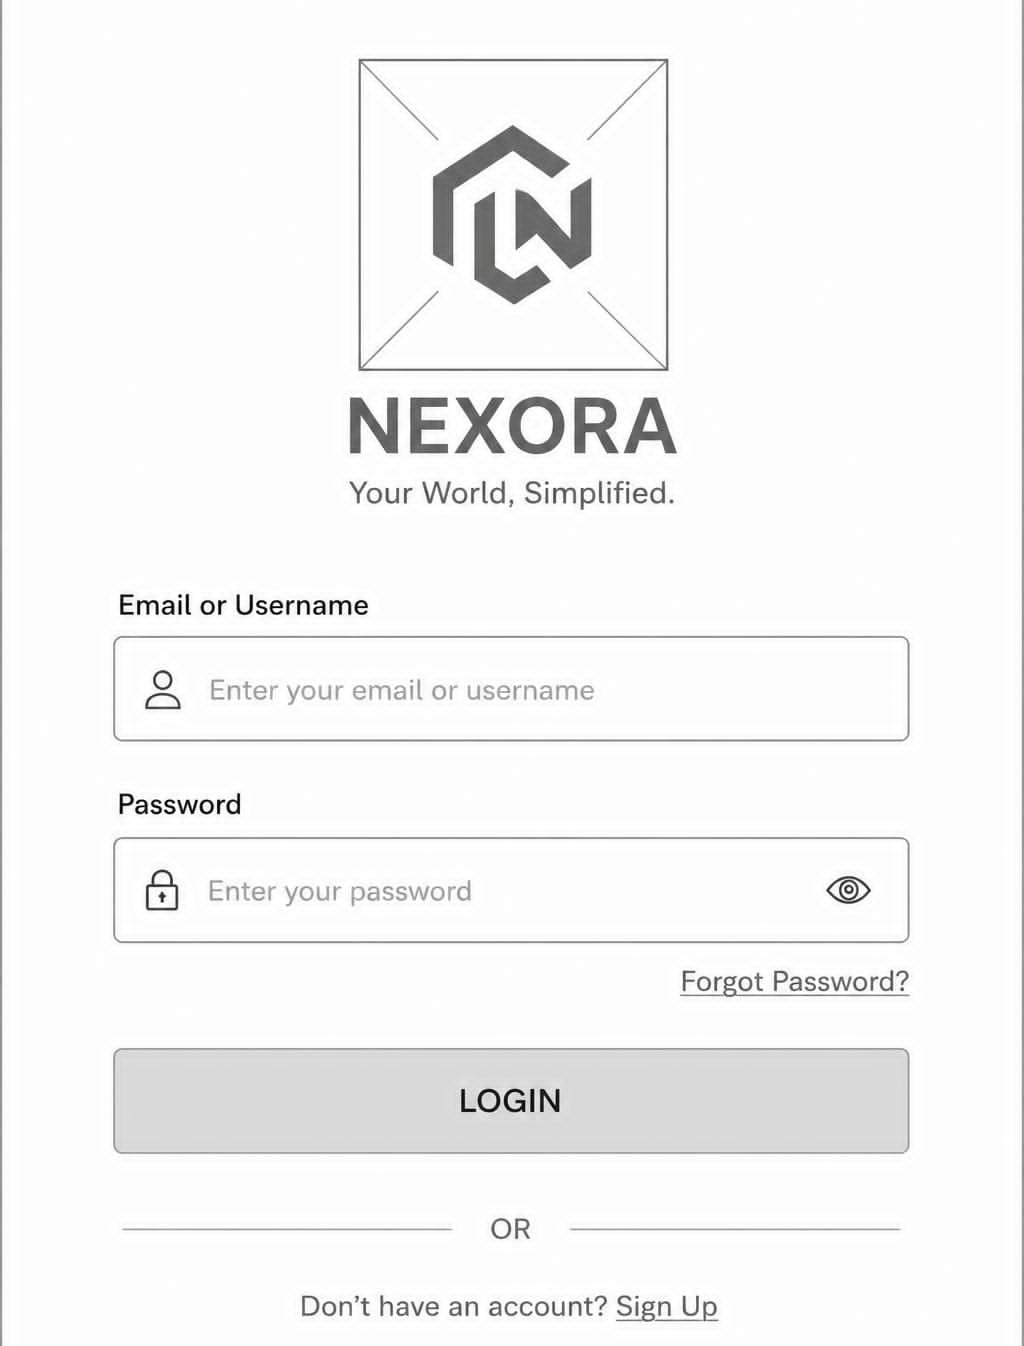 NEXORA
Your World, Simplified.
Email or Username
Enter your email or username
Password
Enter your password
Forgot Password?
LOGIN
OR
Don’t have an account? Sign Up